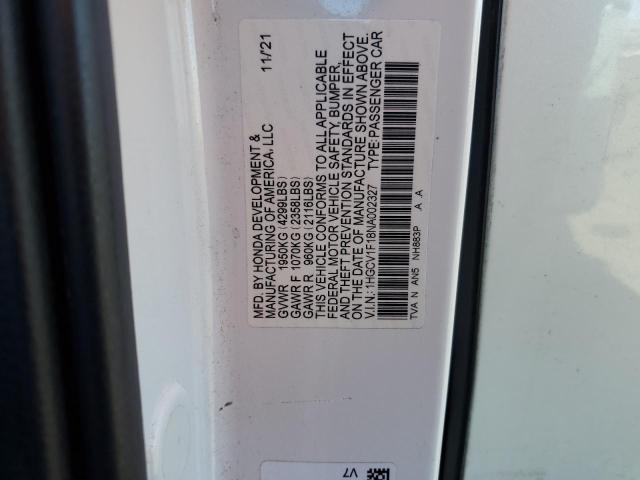 MFD. BY HONDA DEVELOPMENT & 11/21
MANUFACTURING OF AMERICA, LLC
GVWR 1950KG (4299LBS)
GAWR F 1070KG (2358LBS)
GAWR R 960KG (2116LBS)
THIS VEHICLE CONFORMS TO ALL APPLICABLE
FEDERAL MOTOR VEHICLE SAFETY, BUMPER,
AND THEFT PREVENTION STANDARDS IN EFFECT
ON THE DATE OF MANUFACTURE SHOWN ABOVE.
V.I.N.: 1HGCV1F18NA002327 TYPE:PASSENGER CAR
TVA N AN5 NH883P A .A
V7